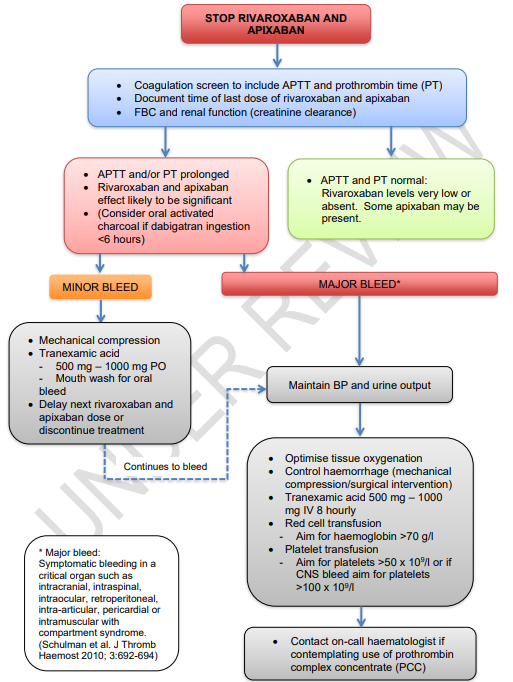 STOP RIVAROXABAN AND
APIXABAN
• Coagulation screen to include APTT and prothrombin time (PT)
• Document time of last dose of rivaroxaban and apixaban
• FBC and renal function (creatinine clearance)
• APTT and/or PT prolonged
• Rivaroxaban and apixaban
effect likely to be significant
• (Consider oral activated
charcoal if dabigatran ingestion
<6 hours)
• APTT and PT normal:
Rivaroxaban levels very low or
absent.  Some apixaban may be
present.
MINOR BLEED
MAJOR BLEED*
• Mechanical compression
• Tranexamic acid
- 500 mg – 1000 mg PO
- Mouth wash for oral
bleed
• Delay next rivaroxaban and
apixaban dose or
discontinue treatment
Maintain BP and urine output
Continues to bleed
• Optimise tissue oxygenation
• Control haemorrhage (mechanical
compression/surgical intervention)
• Tranexamic acid 500 mg – 1000
mg IV 8 hourly
• Red cell transfusion
- Aim for haemoglobin >70 g/l
• Platelet transfusion
- Aim for platelets >50 x 10⁹/l or if
CNS bleed aim for platelets
>100 x 10⁹/l
* Major bleed:
Symptomatic bleeding in a
critical organ such as
intracranial, intraspinal,
intraocular, retroperitoneal,
intra-articular, pericardial or
intramuscular with
compartment syndrome.
(Schulman et al. J Thromb
Haemost 2010; 3:692-694)
• Contact on-call haematologist if
contemplating use of prothrombin
complex concentrate (PCC)
UNDER REVIEW